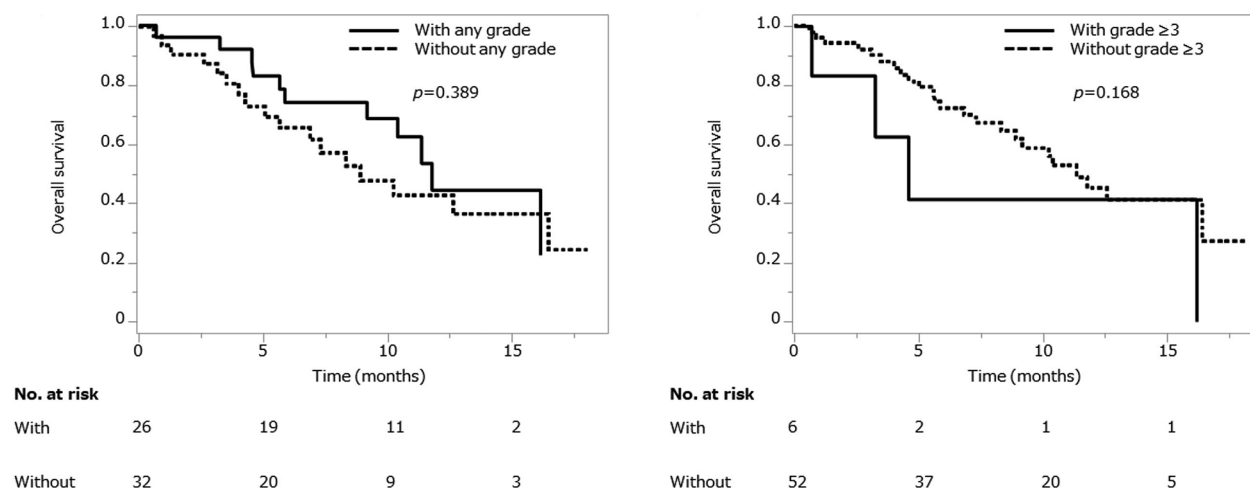 1.0
0.8
0.6
0.4
0.2
0
Overall survival
With any grade
Without any grade
p=0.389
0 5 10 15
Time (months)
No. at risk
With 26 19 11 2
Without 32 20 9 3
1.0
0.8
0.6
0.4
0.2
0
Overall survival
With grade ≥3
Without grade ≥3
p=0.168
0 5 10 15
Time (months)
No. at risk
With 6 2 1 1
Without 52 37 20 5